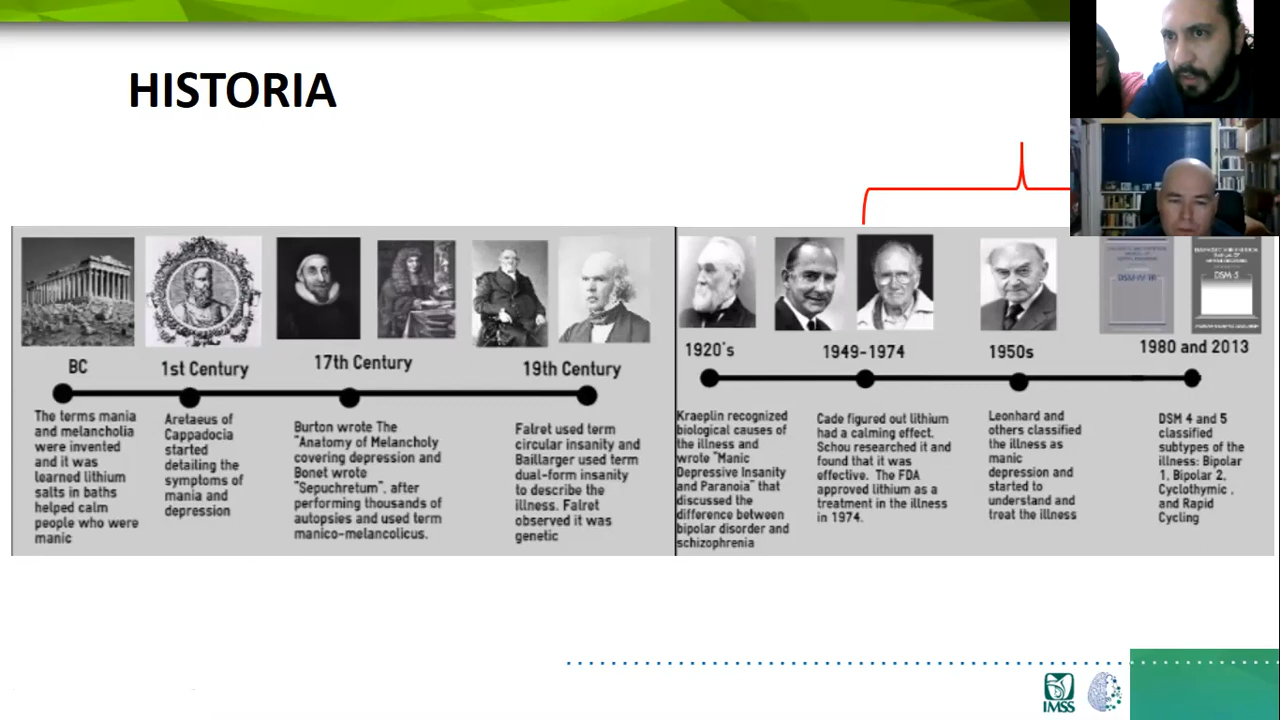 HISTORIA
BC
The terms mania
and melancholia
were invented
and it was
learned lithium
salts in baths
helped calm
people who were
manic
1st Century
Aretaeus of
Cappadocia
started
detailing the
symptoms of
mania and
depression
17th Century
Burton wrote The
"Anatomy of Melancholy
covering depression and
Bonet wrote
"Sepuchretum", after
performing thousands of
autopsies and used term
manico-melancolicus.
19th Century
Falret used term
circular insanity and
Baillarger used term
dual-form insanity
to describe the
illness. Falret
observed it was
genetic
1920's
Kraeplin recognized
biological causes of
the illness and
wrote "Manic
Depressive Insanity
and Paranoia" that
discussed the
difference between
bipolar disorder and
schizophrenia
1949-1974
Cade figured out lithium
had a calming effect.
Schou researched it and
found that it was
effective. The FDA
approved lithium as a
treatment in the illness
in 1974.
1950s
Leonhard and
others classified
the illness as
manic
depression and
started to
understand and
treat the illness
DSM-5
1980 and 2013
DSM 4 and 5
classified
subtypes of the
illness: Bipolar
1, Bipolar 2,
Cyclothymic ,
and Rapid
Cycling
IMSS